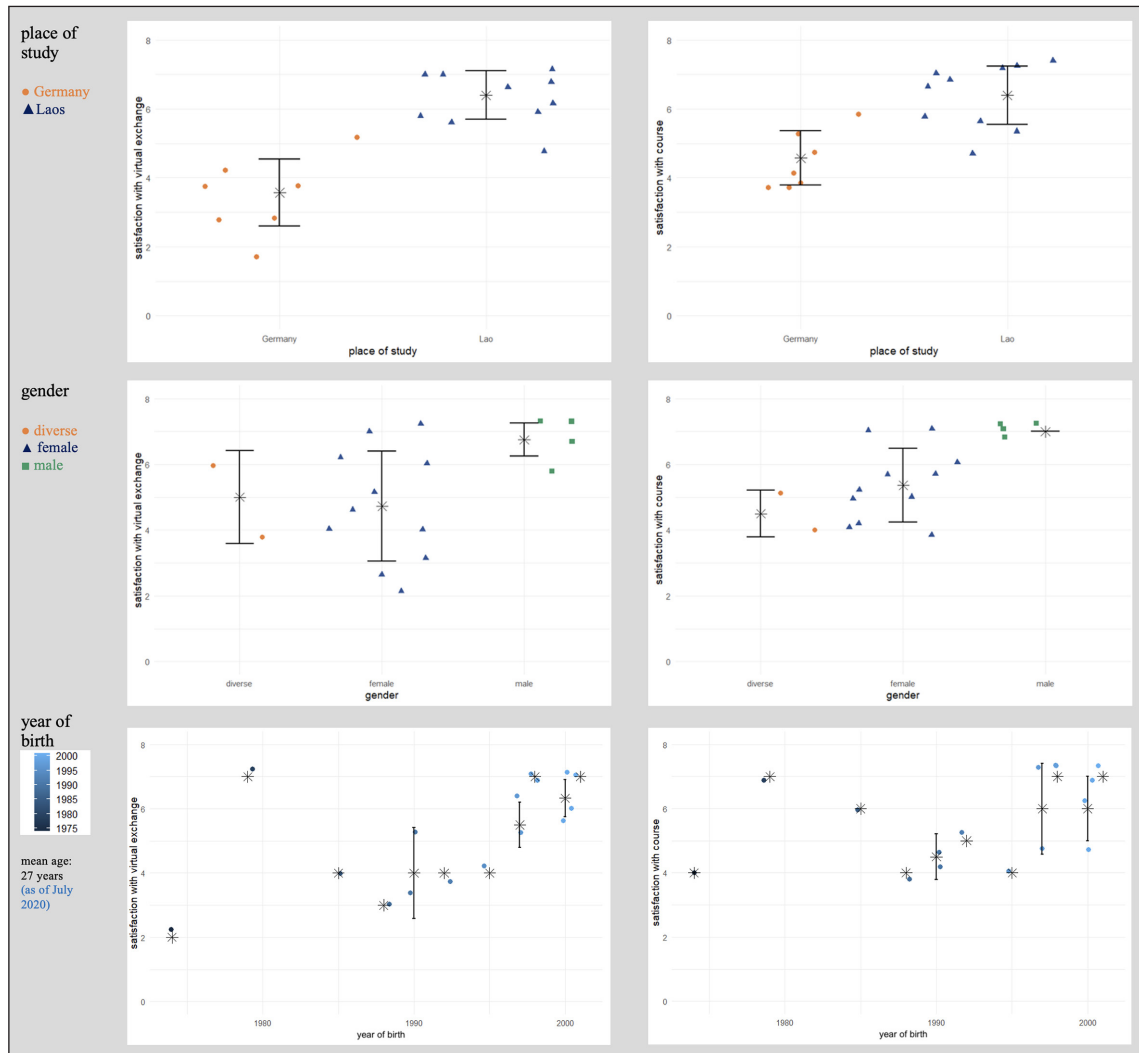 place of
study
Germany
Laos
satisfaction with virtual exchange
8
6
4
2
0
Germany
Lao
place of study
satisfaction with course
8
6
4
2
0
Germany
Lao
place of study
gender
diverse
female
male
satisfaction with virtual exchange
8
6
4
2
0
diverse
female
male
gender
satisfaction with course
8
6
4
2
0
diverse
female
male
gender
year of
birth
2000
1995
1990
1985
1980
1975
mean age:
27 years
(as of July
2020)
satisfaction with virtual exchange
8
6
4
2
0
1980
1990
2000
year of birth
satisfaction with course
8
6
4
2
0
1980
1990
2000
year of birth